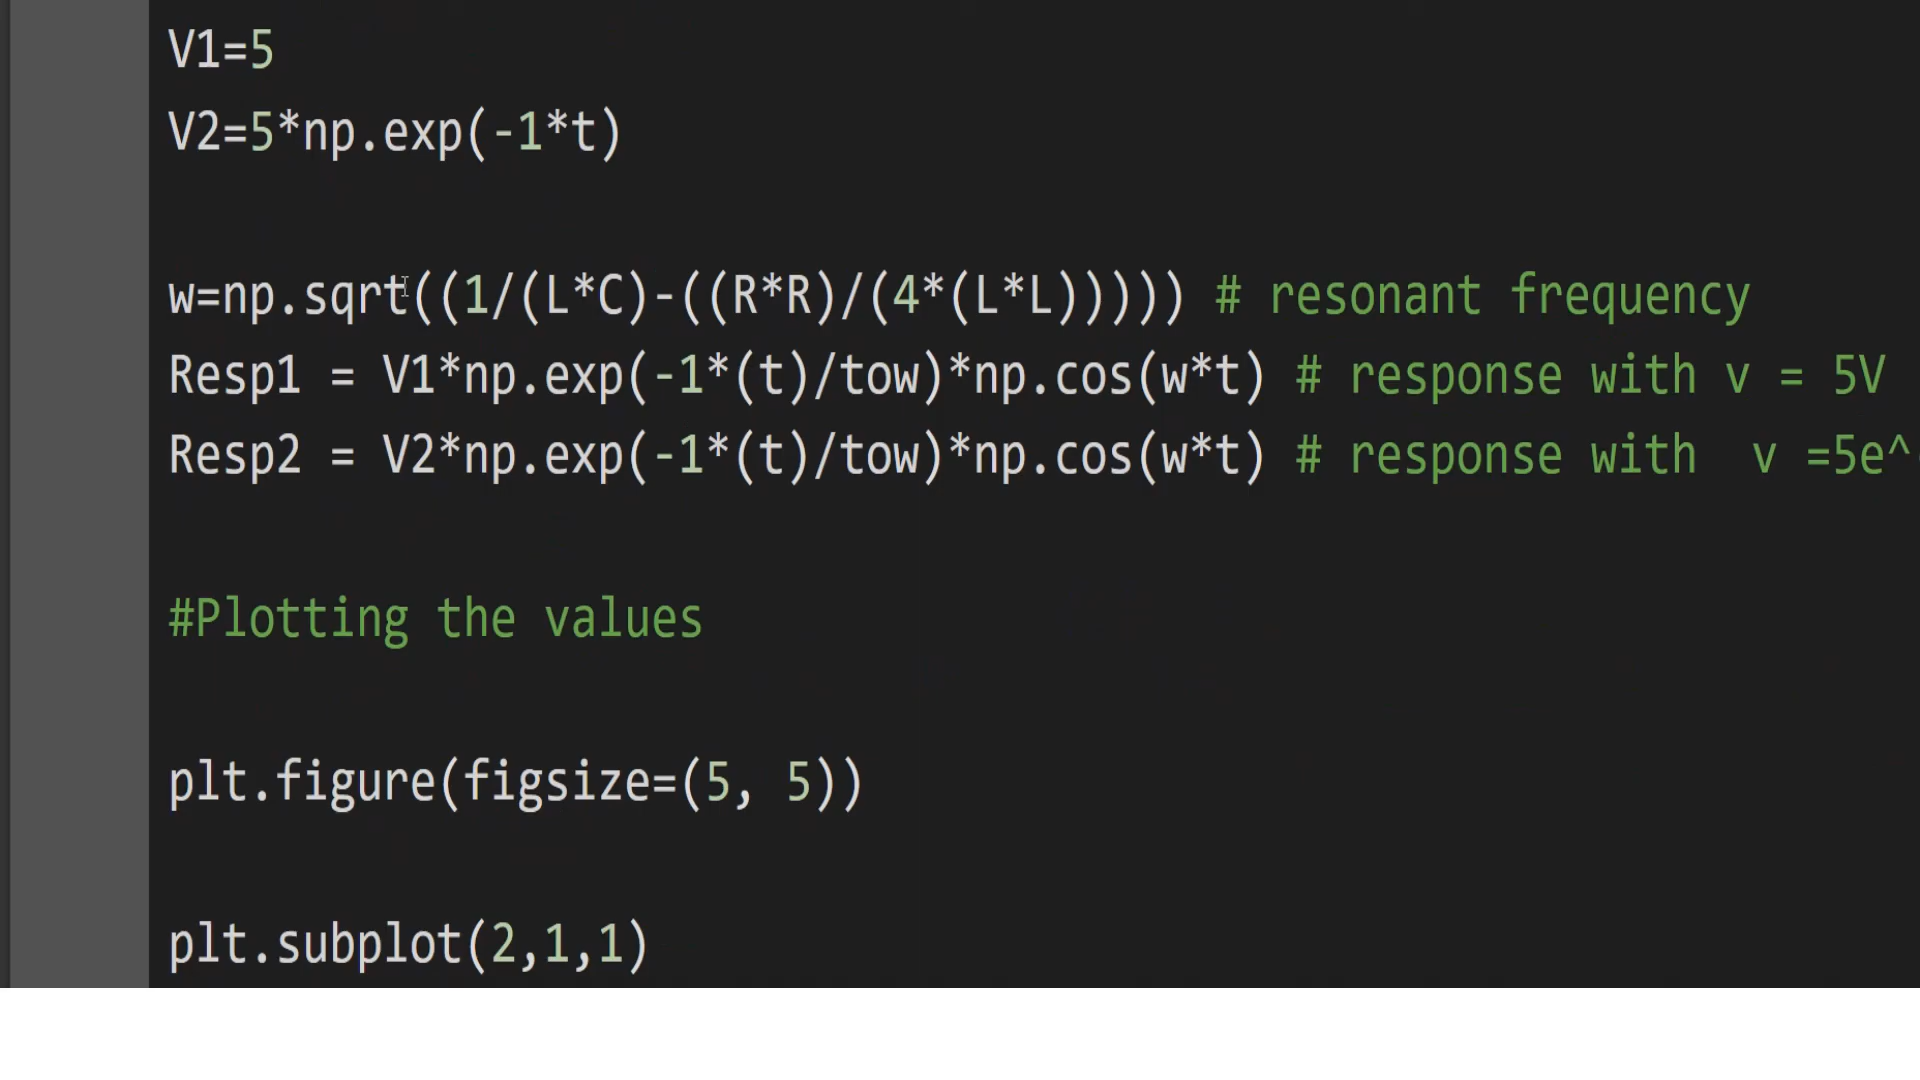 V1=5
V2=5*np.exp(-1*t)
w=np.sqrt((1/(L*C)-((R*R)/(4*(L*L))))) # resonant frequency
Resp1 = V1*np.exp(-1*(t)/tow)*np.cos(w*t) # response with v = 5V
Resp2 = V2*np.exp(-1*(t)/tow)*np.cos(w*t) # response with  v =5e^
#Plotting the values
plt.figure(figsize=(5, 5))
plt.subplot(2,1,1)